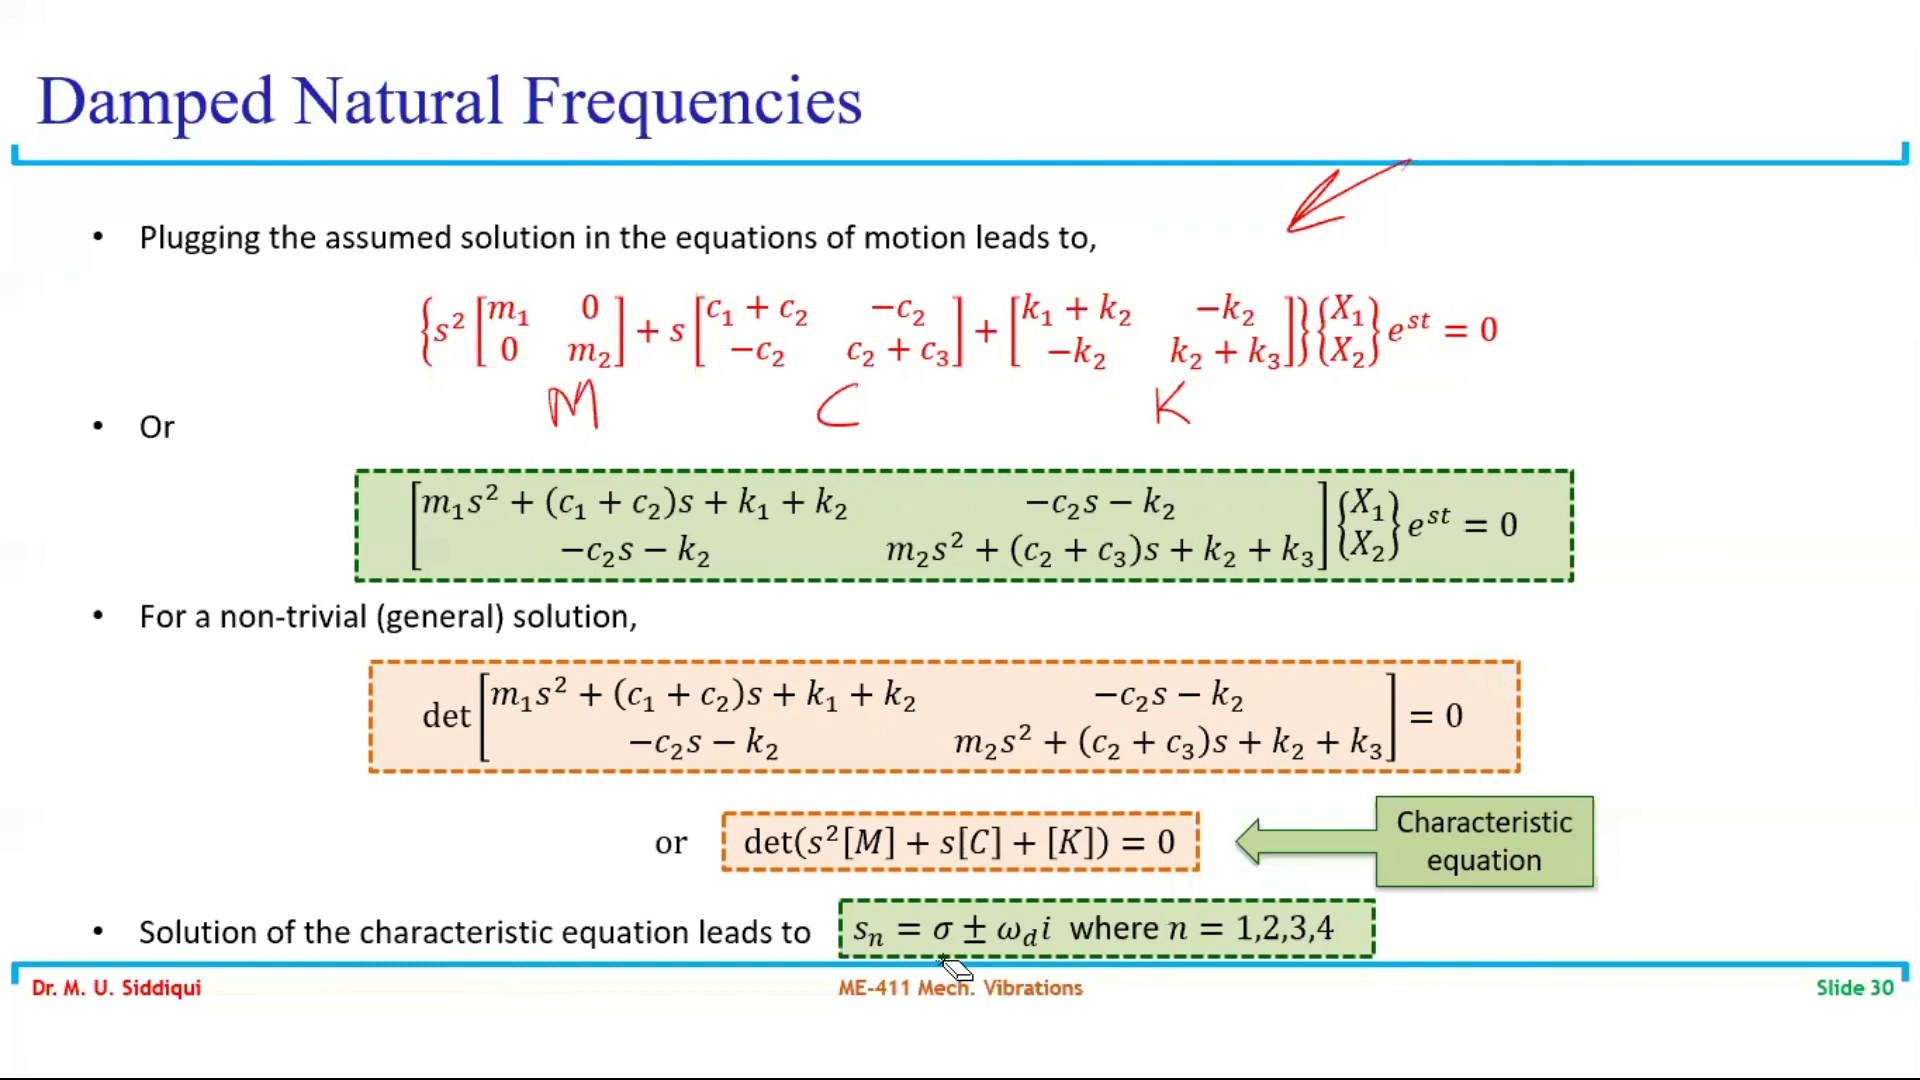 Damped Natural Frequencies
• Plugging the assumed solution in the equations of motion leads to,
{s² [m₁ 0; 0 m₂] + s [c₁ + c₂ −c₂; −c₂ c₂ + c₃] + [k₁ + k₂ −k₂; −k₂ k₂ + k₃]} {X₁; X₂} eˢᵗ = 0
M C K
• Or
[m₁s² + (c₁ + c₂)s + k₁ + k₂ −c₂s − k₂; −c₂s − k₂ m₂s² + (c₂ + c₃)s + k₂ + k₃] {X₁; X₂} eˢᵗ = 0
• For a non-trivial (general) solution,
det [m₁s² + (c₁ + c₂)s + k₁ + k₂ −c₂s − k₂; −c₂s − k₂ m₂s² + (c₂ + c₃)s + k₂ + k₃] = 0
or det(s²[M] + s[C] + [K]) = 0
Characteristic
equation
• Solution of the characteristic equation leads to sₙ = σ ± ω_d i where n = 1,2,3,4
Dr. M. U. Siddiqui ME-411 Mech. Vibrations Slide 30